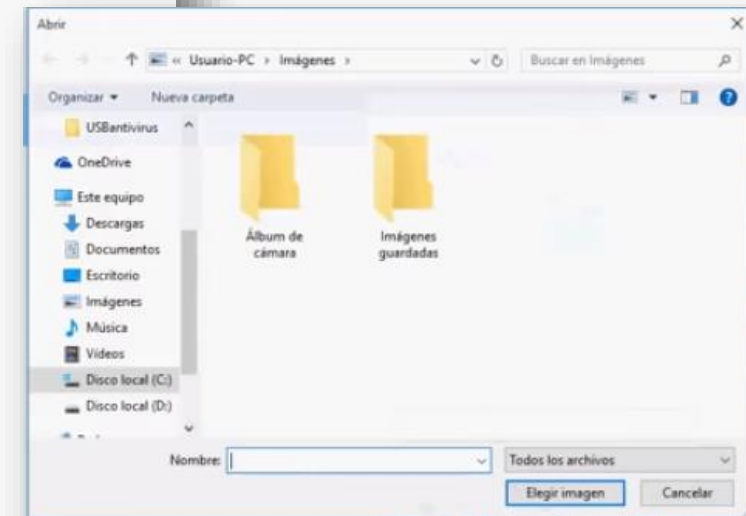 Abrir
« Usuario-PC › Imágenes ›
Buscar en Imágenes
Organizar
Nueva carpeta
USBantivirus
OneDrive
Este equipo
Descargas
Documentos
Escritorio
Imágenes
Música
Vídeos
Disco local (C:)
Disco local (D:)
Álbum de
cámara
Imágenes
guardadas
Nombre:
Todos los archivos
Elegir imagen
Cancelar